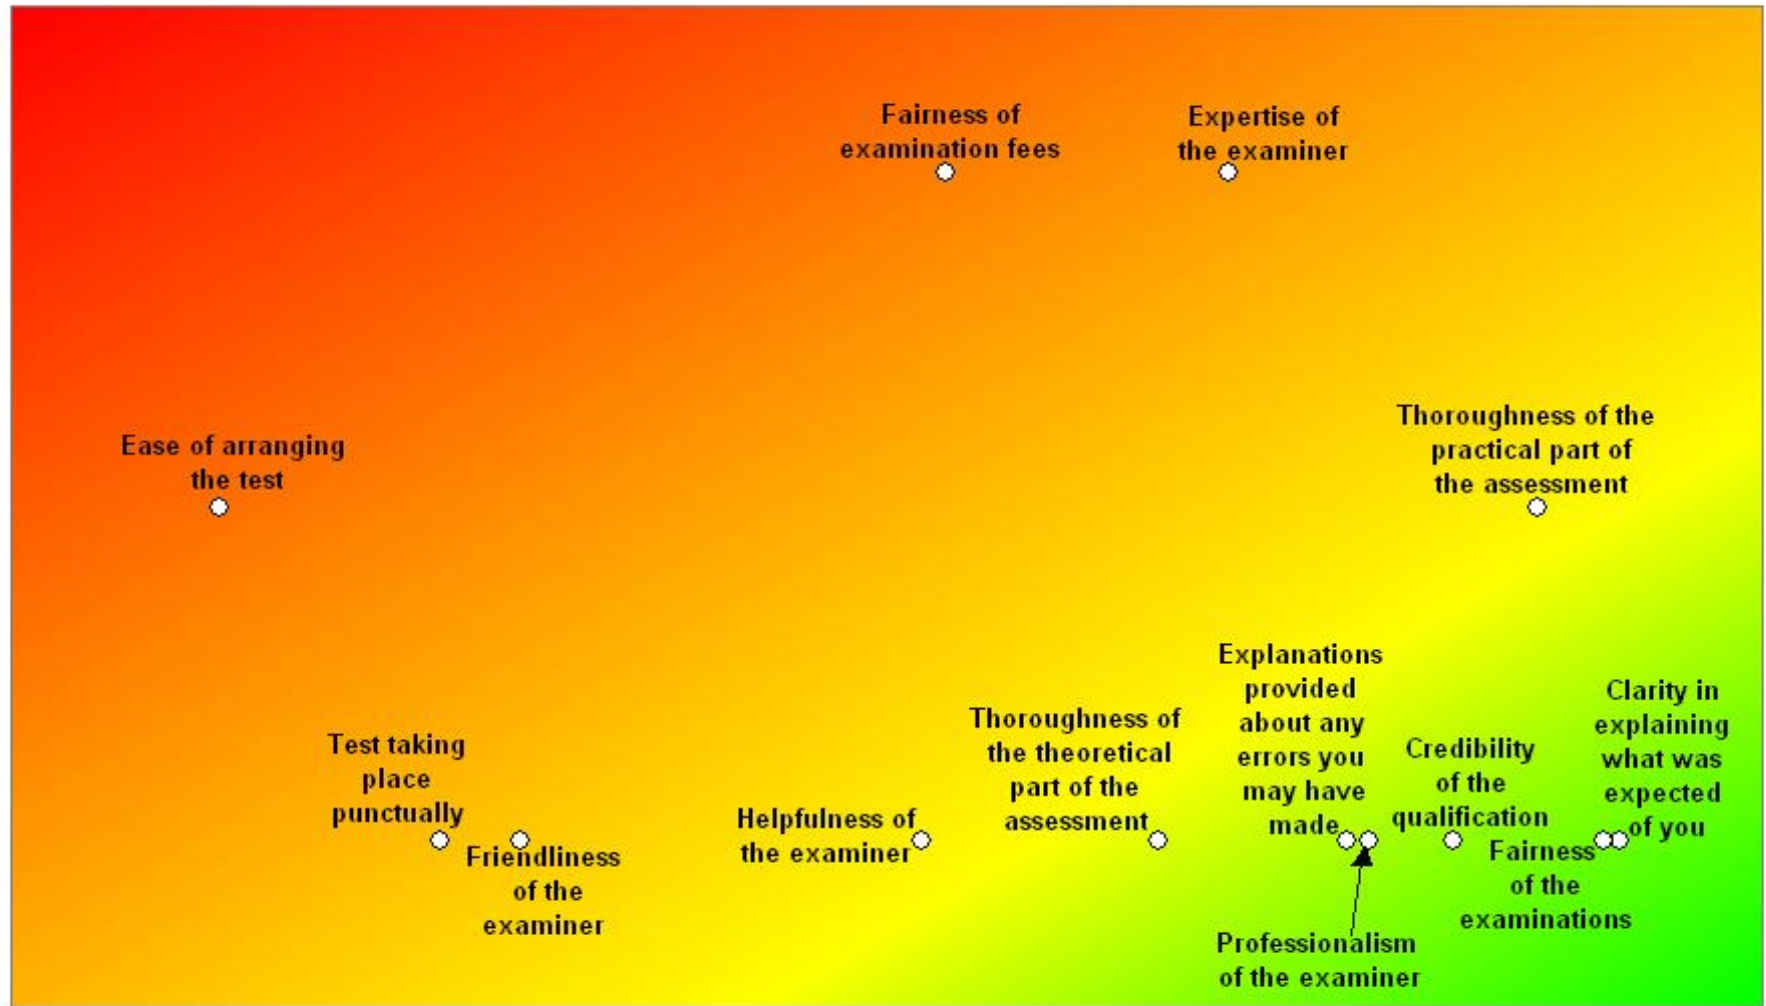 Fairness of
examination fees
Expertise of
the examiner
Thoroughness of the
practical part of
the assessment
Ease of arranging
the test
Explanations
provided
about any
errors you
may have
made
Clarity in
explaining
what was
expected
of you
Thoroughness of
the theoretical
part of the
assessment
Test taking
place
punctually
Credibility
of the
qualification
Helpfulness of
the examiner
Friendliness
of the
examiner
Fairness
of the
examinations
Professionalism
of the examiner